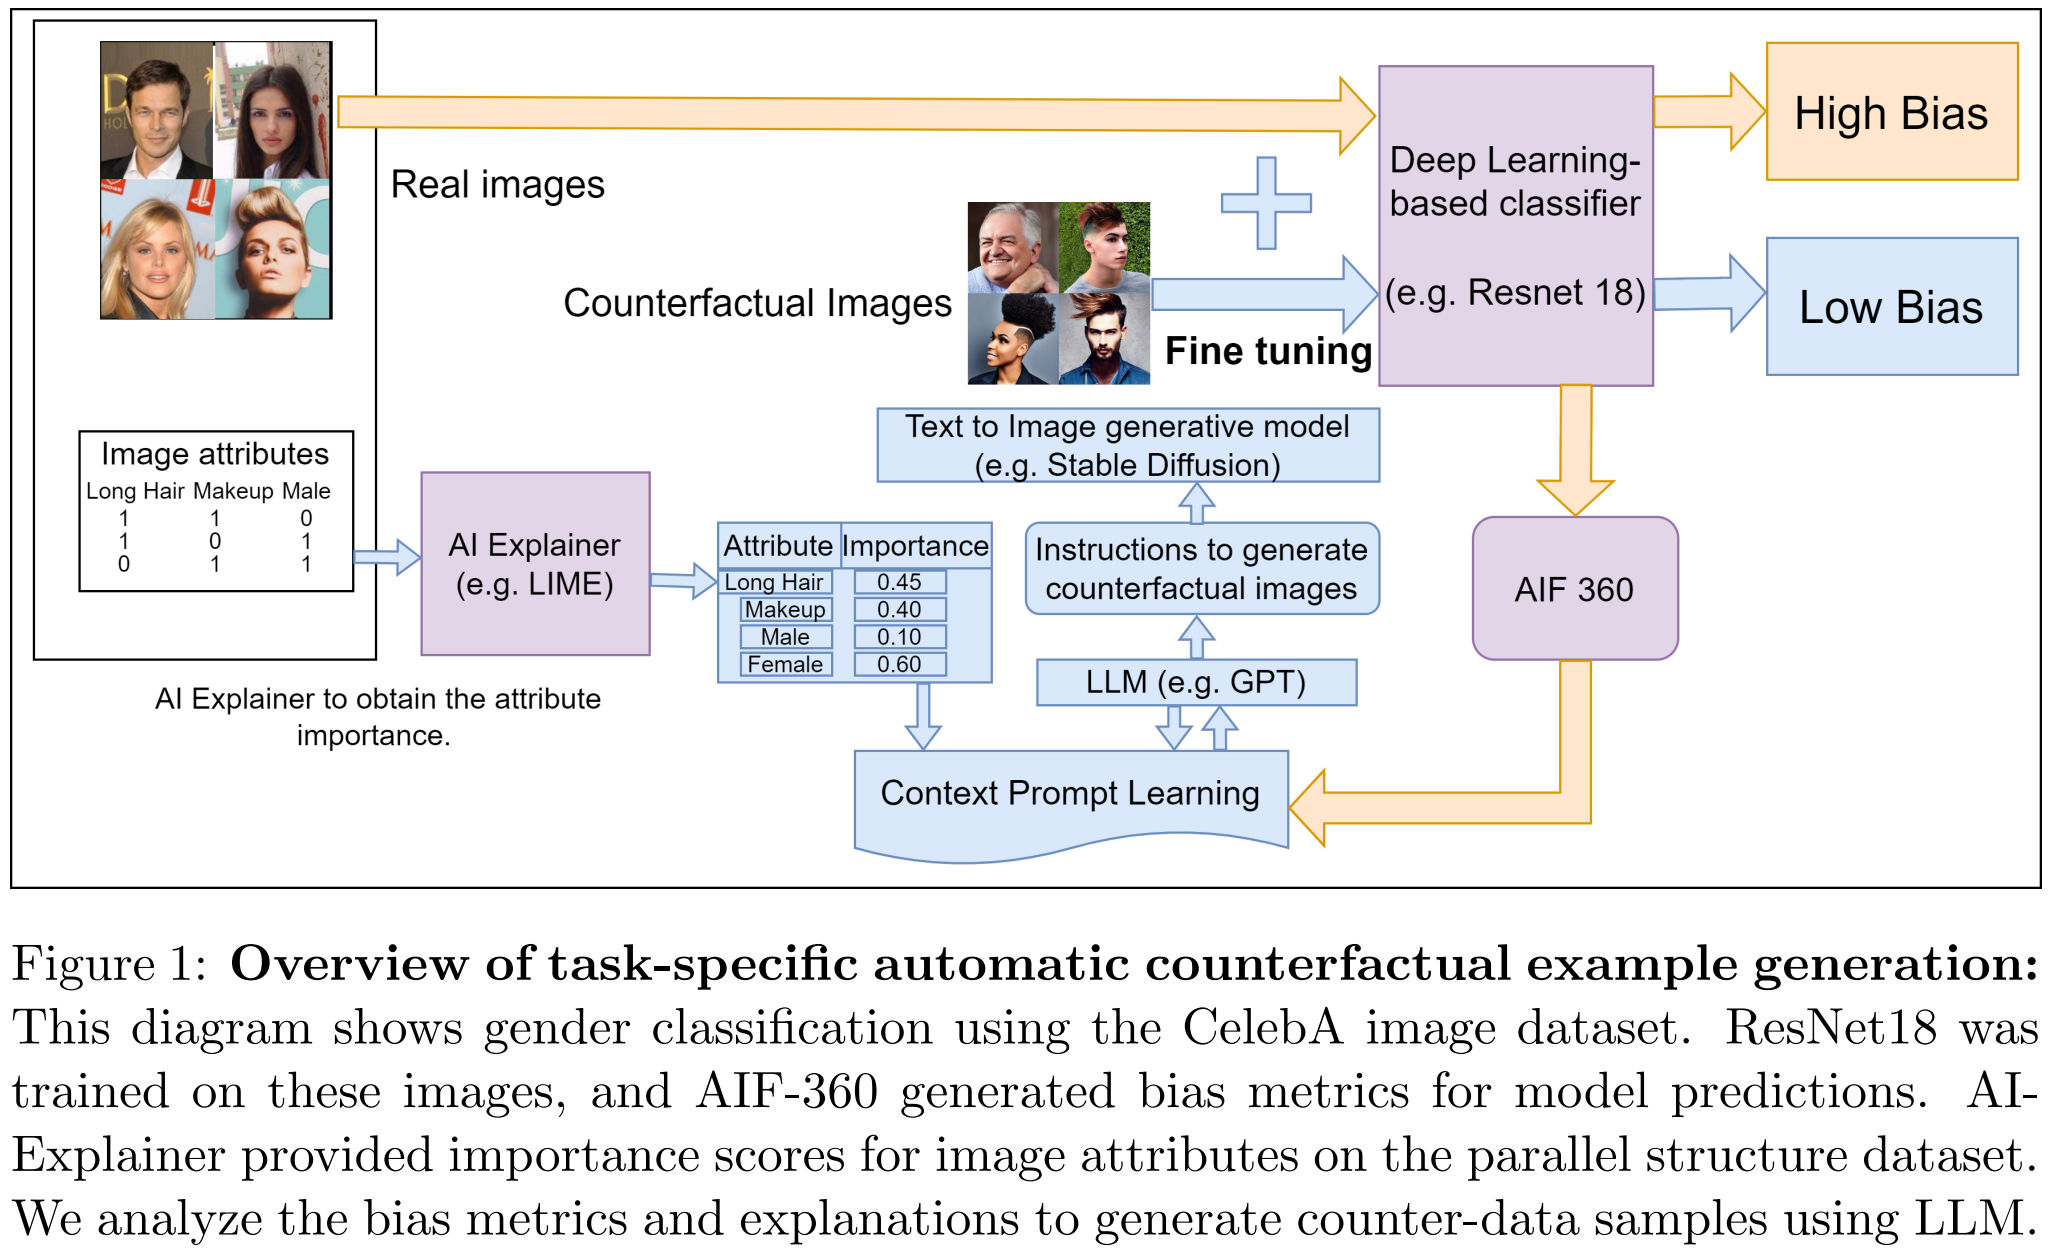 Real images
Counterfactual Images
Fine tuning
Deep Learning-
based classifier
(e.g. Resnet 18)
High Bias
Low Bias
Image attributes
Long Hair Makeup Male
1 1 0
1 0 1
0 1 1
AI Explainer
(e.g. LIME)
AI Explainer to obtain the attribute
importance.
Attribute Importance
Long Hair 0.45
Makeup 0.40
Male 0.10
Female 0.60
Text to Image generative model
(e.g. Stable Diffusion)
Instructions to generate
counterfactual images
LLM (e.g. GPT)
Context Prompt Learning
AIF 360
Figure 1: Overview of task-specific automatic counterfactual example generation:
This diagram shows gender classification using the CelebA image dataset. ResNet18 was
trained on these images, and AIF-360 generated bias metrics for model predictions. AI-
Explainer provided importance scores for image attributes on the parallel structure dataset.
We analyze the bias metrics and explanations to generate counter-data samples using LLM.